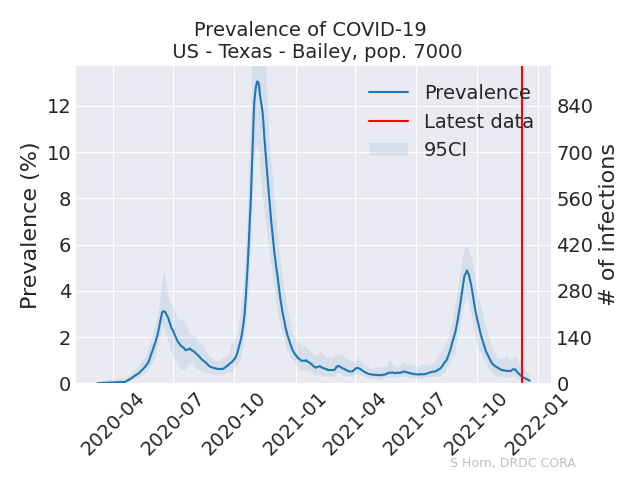 Prevalence of COVID-19
US - Texas - Bailey, pop. 7000
Prevalence
Latest data
95CI
Prevalence (%)
12
10
8
6
4
2
0
840
700
560
420
280
140
0
# of infections
2020-04
2020-07
2020-10
2021-01
2021-04
2021-07
2021-10
2022-01
S Horn, DRDC CORA